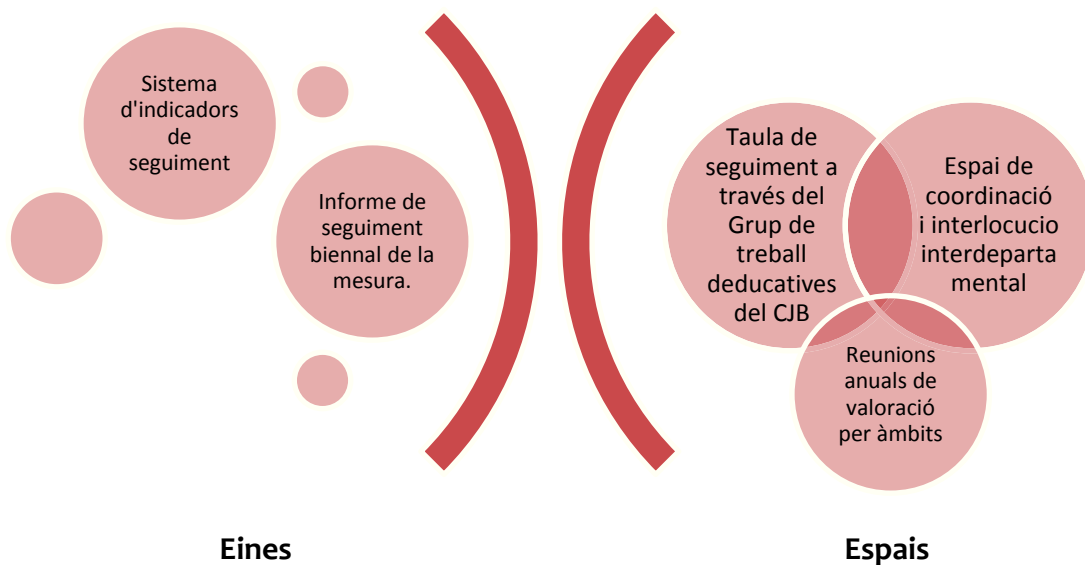 Sistema
d'indicadors
de
seguiment
Informe de
seguiment
biennal de la
mesura.
Taula de
seguiment a
través del
Grup de
treball
deducatives
del CJB
Espai de
coordinació
i interlocucio
interdeparta
mental
Reunions
anuals de
valoració
per àmbits
Eines
Espais